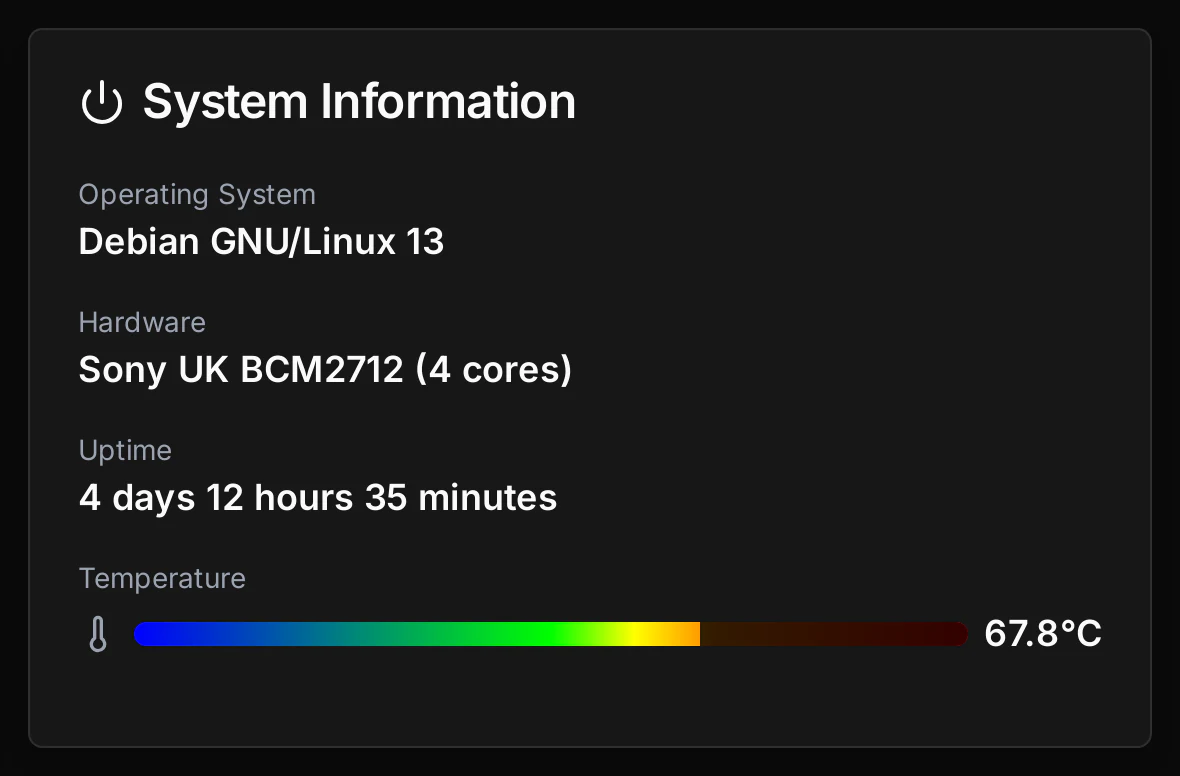 System Information
Operating System
Debian GNU/Linux 13
Hardware
Sony UK BCM2712 (4 cores)
Uptime
4 days 12 hours 35 minutes
Temperature
67.8°C